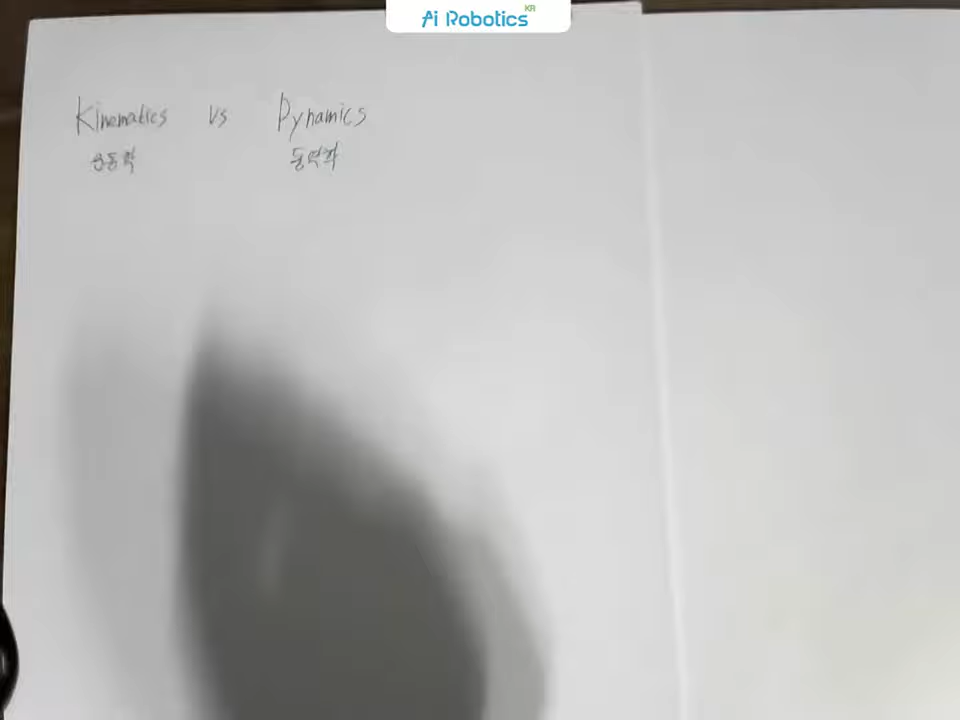 Ai Robotics KR
Kinematics vs Dynamics
운동학 동역학